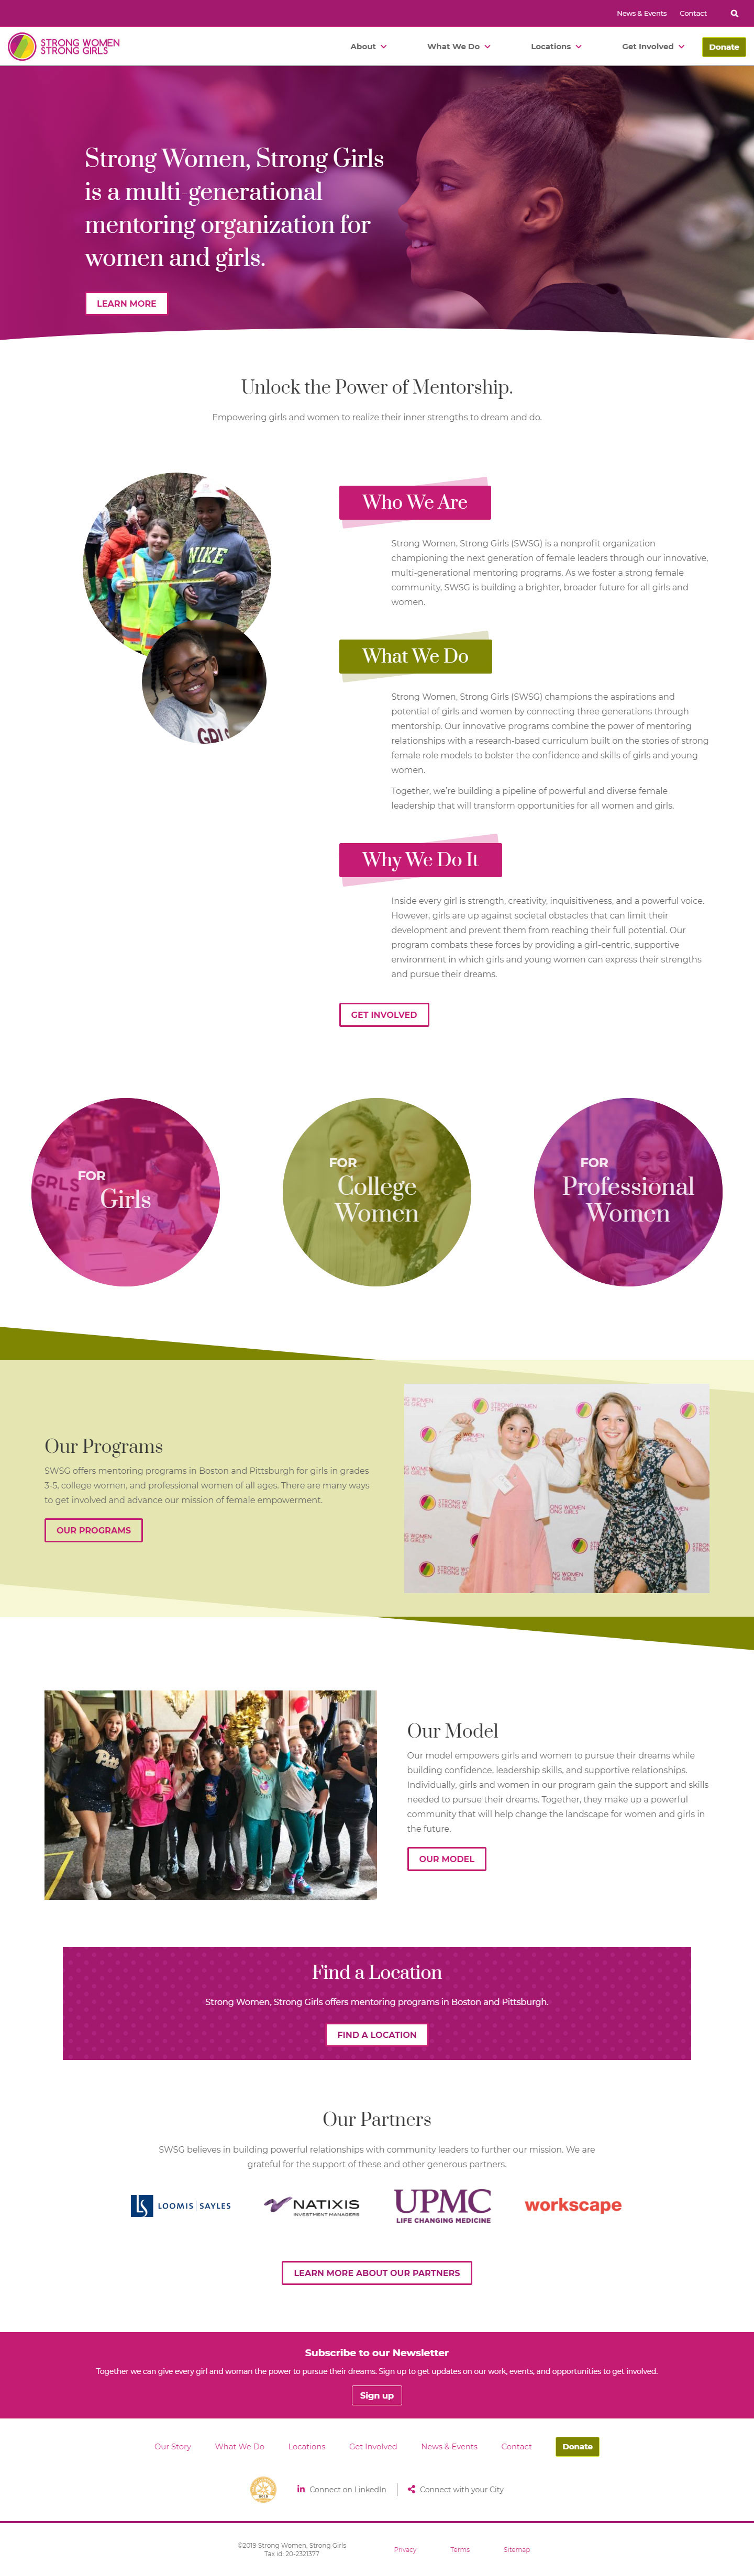 News & Events Contact
STRONG WOMEN
STRONG GIRLS
About What We Do Locations Get Involved Donate
Strong Women, Strong Girls
is a multi-generational
mentoring organization for
women and girls.
LEARN MORE
Unlock the Power of Mentorship.
Empowering girls and women to realize their inner strengths to dream and do.
NIKE
Who We Are
Strong Women, Strong Girls (SWSG) is a nonprofit organization
championing the next generation of female leaders through our innovative,
multi-generational mentoring programs. As we foster a strong female
community, SWSG is building a brighter, broader future for all girls and
women.
What We Do
Strong Women, Strong Girls (SWSG) champions the aspirations and
potential of girls and women by connecting three generations through
mentorship. Our innovative programs combine the power of mentoring
relationships with a research-based curriculum built on the stories of strong
female role models to bolster the confidence and skills of girls and young
women.
Together, we're building a pipeline of powerful and diverse female
leadership that will transform opportunities for all women and girls.
Why We Do It
Inside every girl is strength, creativity, inquisitiveness, and a powerful voice.
However, girls are up against societal obstacles that can limit their
development and prevent them from reaching their full potential. Our
program combats these forces by providing a girl-centric, supportive
environment in which girls and young women can express their strengths
and pursue their dreams.
GET INVOLVED
FOR
Girls
FOR
College
Women
FOR
Professional
Women
Our Programs
SWSG offers mentoring programs in Boston and Pittsburgh for girls in grades
3-5, college women, and professional women of all ages. There are many ways
to get involved and advance our mission of female empowerment.
OUR PROGRAMS
STRONG WOMEN
STRONG GIRLS
Pitt
Our Model
Our model empowers girls and women to pursue their dreams while
building confidence, leadership skills, and supportive relationships.
Individually, girls and women in our program gain the support and skills
needed to pursue their dreams. Together, they make up a powerful
community that will help change the landscape for women and girls in
the future.
OUR MODEL
Find a Location
Strong Women, Strong Girls offers mentoring programs in Boston and Pittsburgh.
FIND A LOCATION
Our Partners
SWSG believes in building powerful relationships with community leaders to further our mission. We are
grateful for the support of these and other generous partners.
LOOMIS | SAYLES
NATIXIS
INVESTMENT MANAGERS
UPMC
LIFE CHANGING MEDICINE
workscape
LEARN MORE ABOUT OUR PARTNERS
Subscribe to our Newsletter
Together we can give every girl and woman the power to pursue their dreams. Sign up to get updates on our work, events, and opportunities to get involved.
Sign up
Our Story What We Do Locations Get Involved News & Events Contact Donate
Connect on LinkedIn Connect with your City
©2019 Strong Women, Strong Girls
Tax id: 20-2321377
Privacy Terms Sitemap